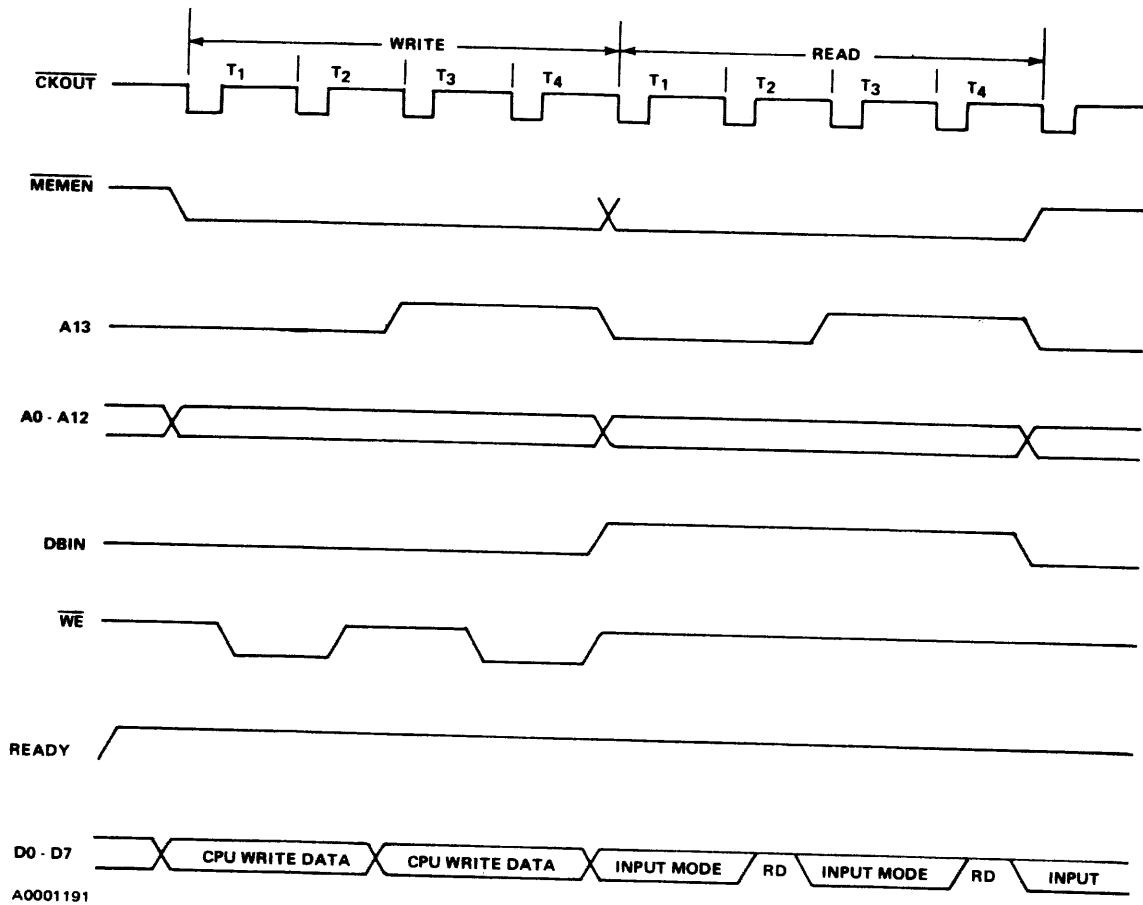 WRITE READ
CKOUT T1 T2 T3 T4 T1 T2 T3 T4
MEMEN
A13
A0 - A12
DBIN
WE
READY
D0 - D7 CPU WRITE DATA CPU WRITE DATA INPUT MODE RD INPUT MODE RD INPUT
A0001191